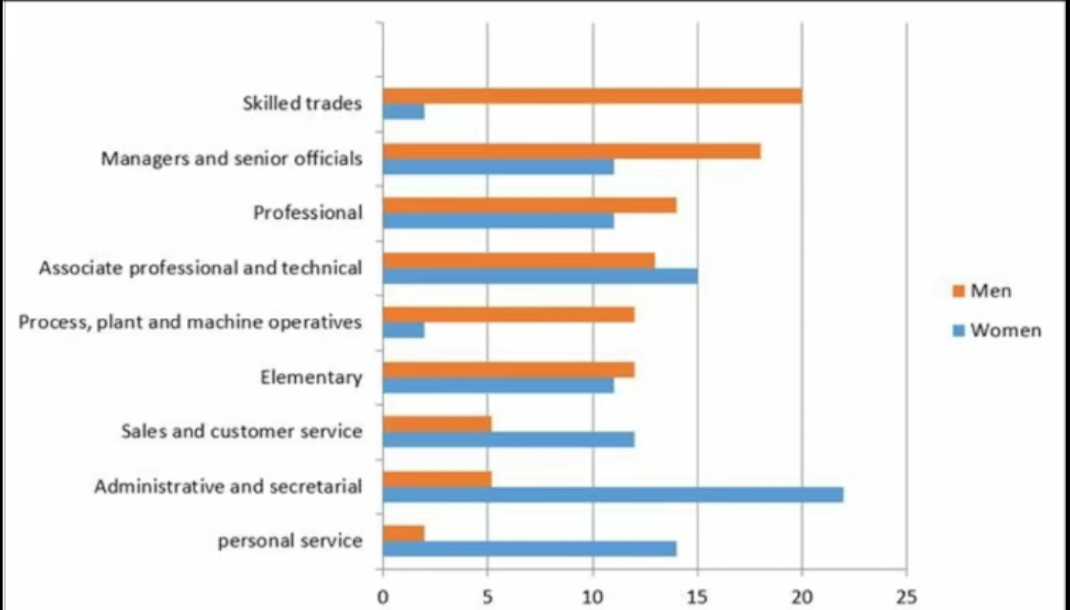 Skilled trades
Managers and senior officials
Professional
Associate professional and technical
Process, plant and machine operatives
Elementary
Sales and customer service
Administrative and secretarial
personal service
0 5 10 15 20 25
Men
Women